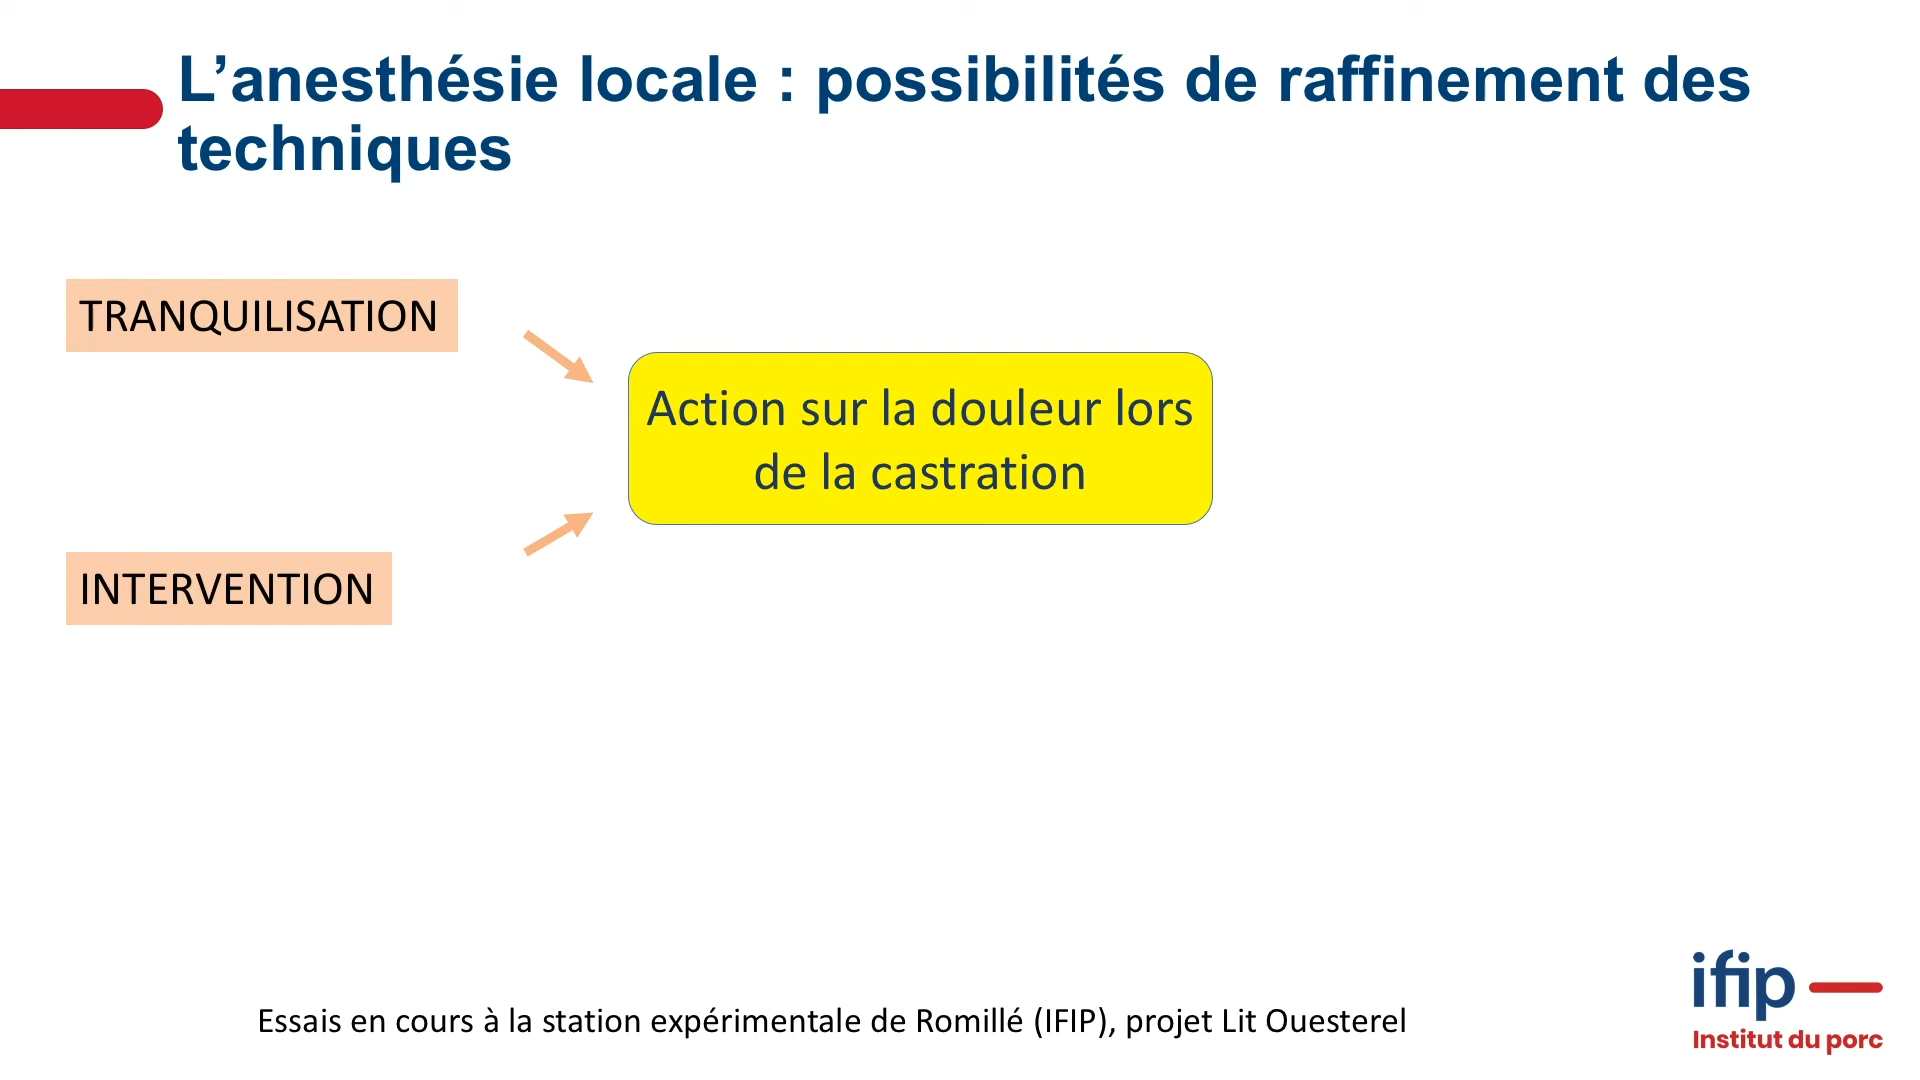 L’anesthésie locale : possibilités de raffinement des
techniques
TRANQUILISATION
Action sur la douleur lors
de la castration
INTERVENTION
Essais en cours à la station expérimentale de Romillé (IFIP), projet Lit Ouesterel
ifip
Institut du porc